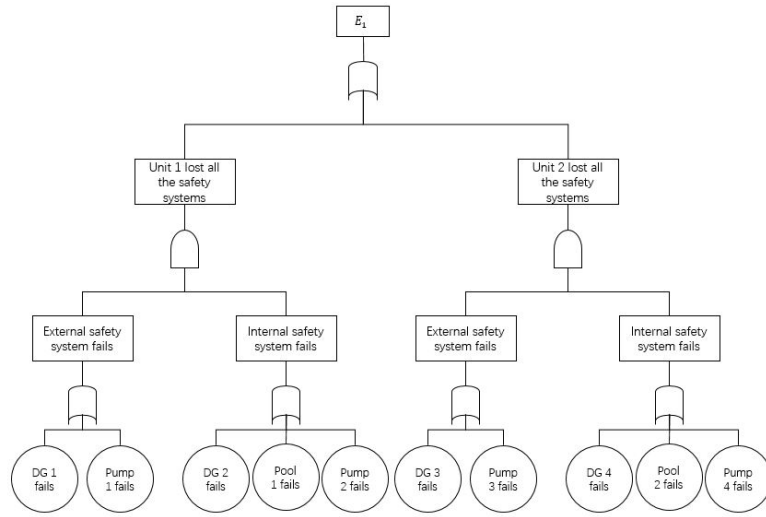 E₁
Unit 1 lost all
the safety
systems
Unit 2 lost all
the safety
systems
External safety
system fails
Internal safety
system fails
External safety
system fails
Internal safety
system fails
DG 1
fails
Pump
1 fails
DG 2
fails
Pool
1 fails
Pump
2 fails
DG 3
fails
Pump
3 fails
DG 4
fails
Pool
2 fails
Pump
4 fails